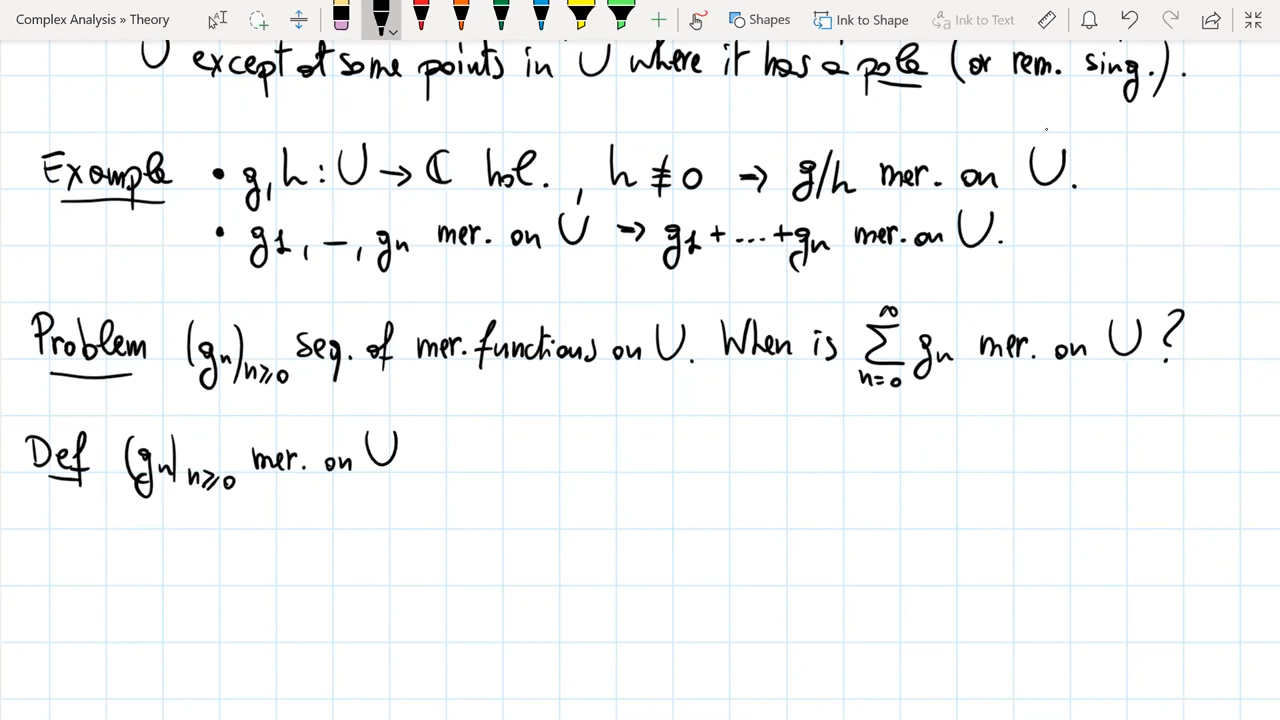 Complex Analysis » Theory
Shapes
Ink to Shape
Ink to Text
U except at some points in U where it has a pole (or rem. sing.).
Example • g, h : U → ℂ hol., h ≢ 0 → g/h mer. on U.
• g₁, –, gₙ mer. on U → g₁ + ... + gₙ mer. on U.
Problem (gₙ)ₙ≥₀ seq. of mer. functions on U. When is ∑ₙ₌₀^∞ gₙ mer. on U?
Def (gₙ)ₙ≥₀ mer. on U